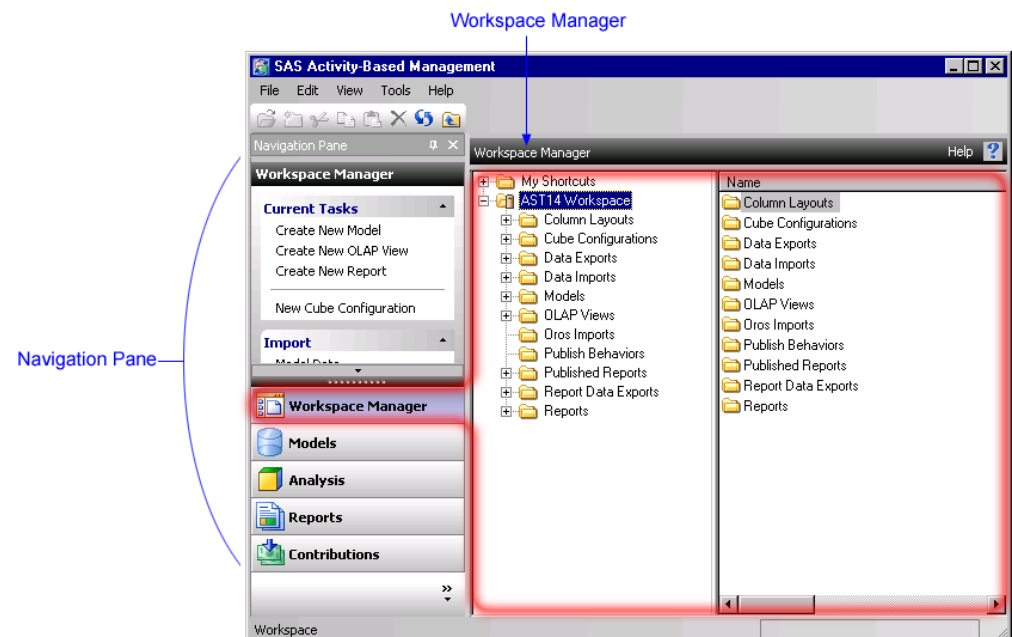 Workspace Manager
SAS Activity-Based Management
File Edit View Tools Help
Navigation Pane
Workspace Manager
Current Tasks
Create New Model
Create New OLAP View
Create New Report
New Cube Configuration
Import
Model Data
Workspace Manager
Models
Analysis
Reports
Contributions
Workspace
Navigation Pane
Workspace Manager Help ?
My Shortcuts
AST14 Workspace
Column Layouts
Cube Configurations
Data Exports
Data Imports
Models
OLAP Views
Oros Imports
Publish Behaviors
Published Reports
Report Data Exports
Reports
Name
Column Layouts
Cube Configurations
Data Exports
Data Imports
Models
OLAP Views
Oros Imports
Publish Behaviors
Published Reports
Report Data Exports
Reports